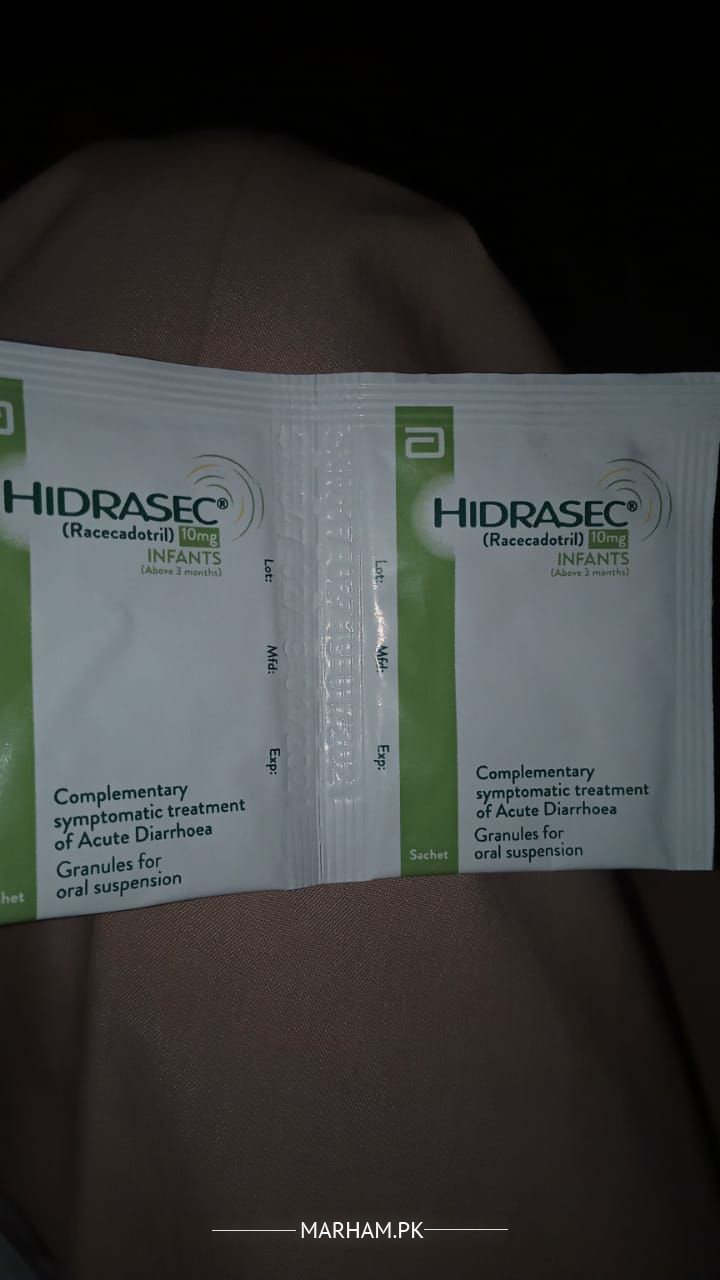 HIDRASEC®
(Racecadotril) 10mg
INFANTS
(Above 3 months)
Lot:
Mfd:
Exp:
Complementary
symptomatic treatment
of Acute Diarrhoea
Granules for
oral suspension
het
Lot:
Mfd:
Exp:
HIDRASEC®
(Racecadotril) 10mg
INFANTS
(Above 3 months)
Complementary
symptomatic treatment
of Acute Diarrhoea
Granules for
oral suspension
Sachet
MARHAM.PK